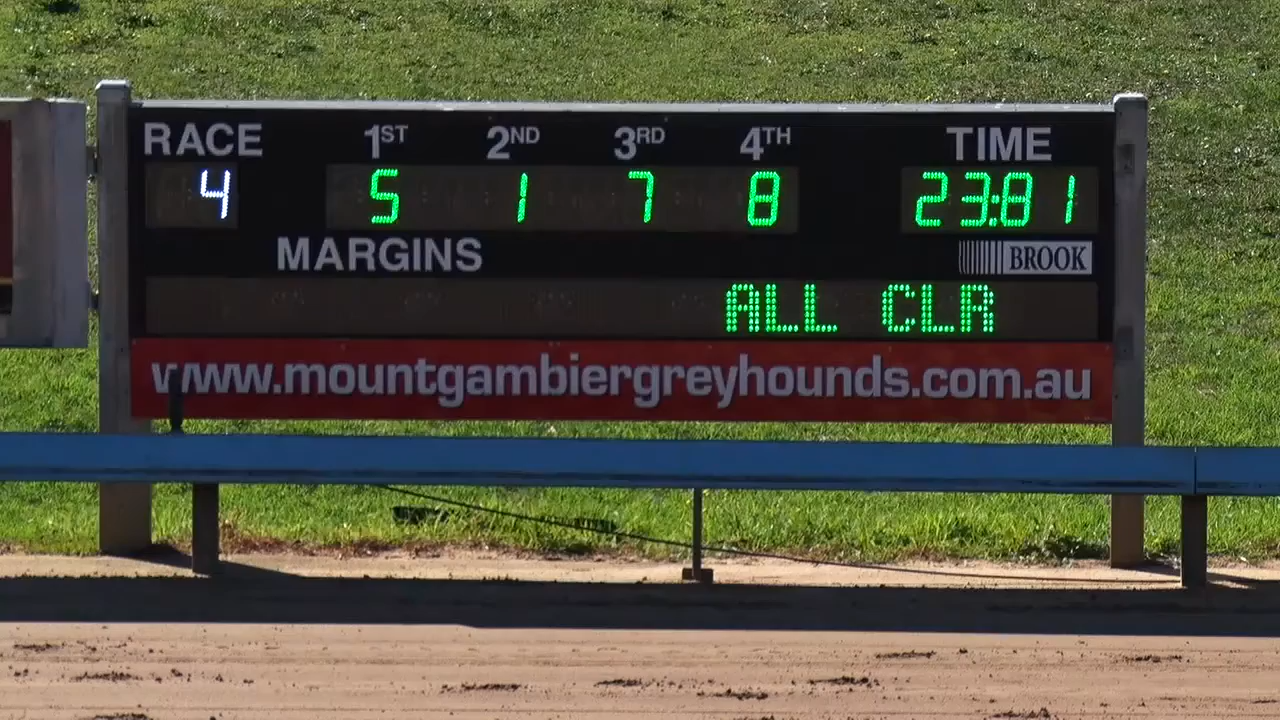 RACE 1ST 2ND 3RD 4TH TIME
4 5 1 7 8 23:81
MARGINS BROOK
ALL CLR
www.mountgambiergreyhounds.com.au